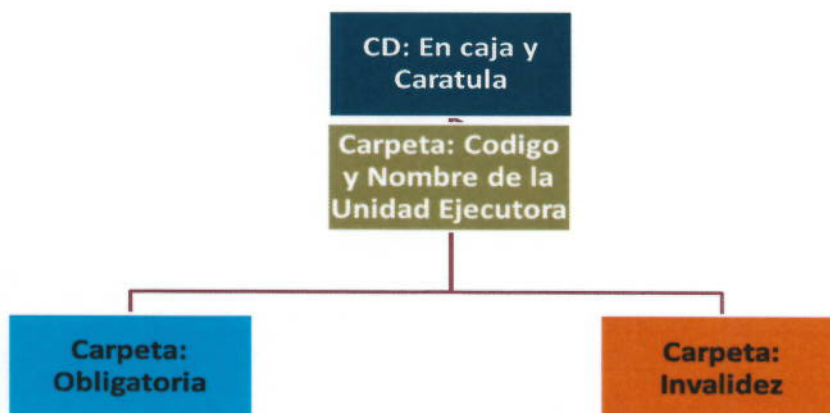 CD: En caja y
Caratula
Carpeta: Codigo
y Nombre de la
Unidad Ejecutora
Carpeta:
Obligatoria
Carpeta:
Invalidez